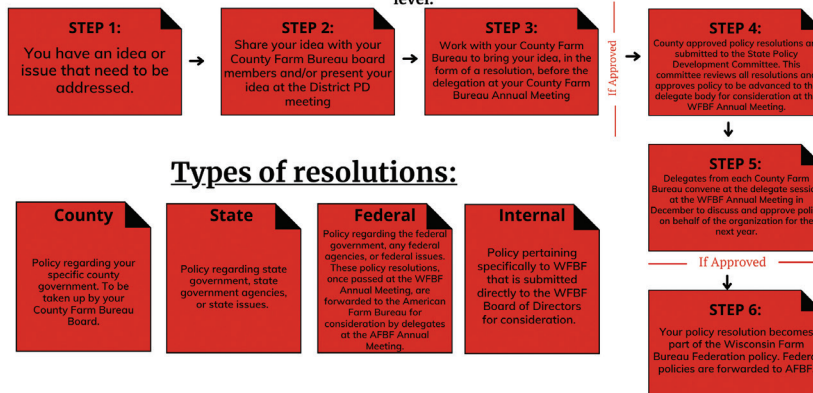 level.
STEP 1:
You have an idea or
issue that need to be
addressed.
STEP 2:
Share your idea with your
County Farm Bureau board
members and/or present your
idea at the District PD
meeting
STEP 3:
Work with your County Farm
Bureau to bring your idea, in the
form of a resolution, before the
delegation at your County Farm
Bureau Annual Meeting
If Approved
STEP 4:
County approved policy resolutions
submitted to the State Policy
Development Committee. This
committee reviews all resolutions and
approves policy to be advanced to the
delegate body for consideration at the
WFBF Annual Meeting.
STEP 5:
Delegates from each County Farm
Bureau convene at the delegate
at the WFBF Annual Meeting in
December to discuss and approve
on behalf of the organization for the
next year.
If Approved
STEP 6:
Your policy resolution becomes
part of the Wisconsin Farm
Bureau Federation policy.
policies are forwarded to AFBF
Types of resolutions:
County
Policy regarding your
specific county
government. To be
taken up by your
County Farm Bureau
Board.
State
Policy regarding state
government, state
government agencies,
or state issues.
Federal
Policy regarding the federal
government, any federal
agencies, or federal issues.
These policy resolutions,
once passed at the WFBF
Annual Meeting, are
forwarded to the American
Farm Bureau for
consideration by delegates
at the AFBF Annual
Meeting.
Internal
Policy pertaining
specifically to WFBF
that is submitted
directly to the WFBF
Board of Directors
for consideration.